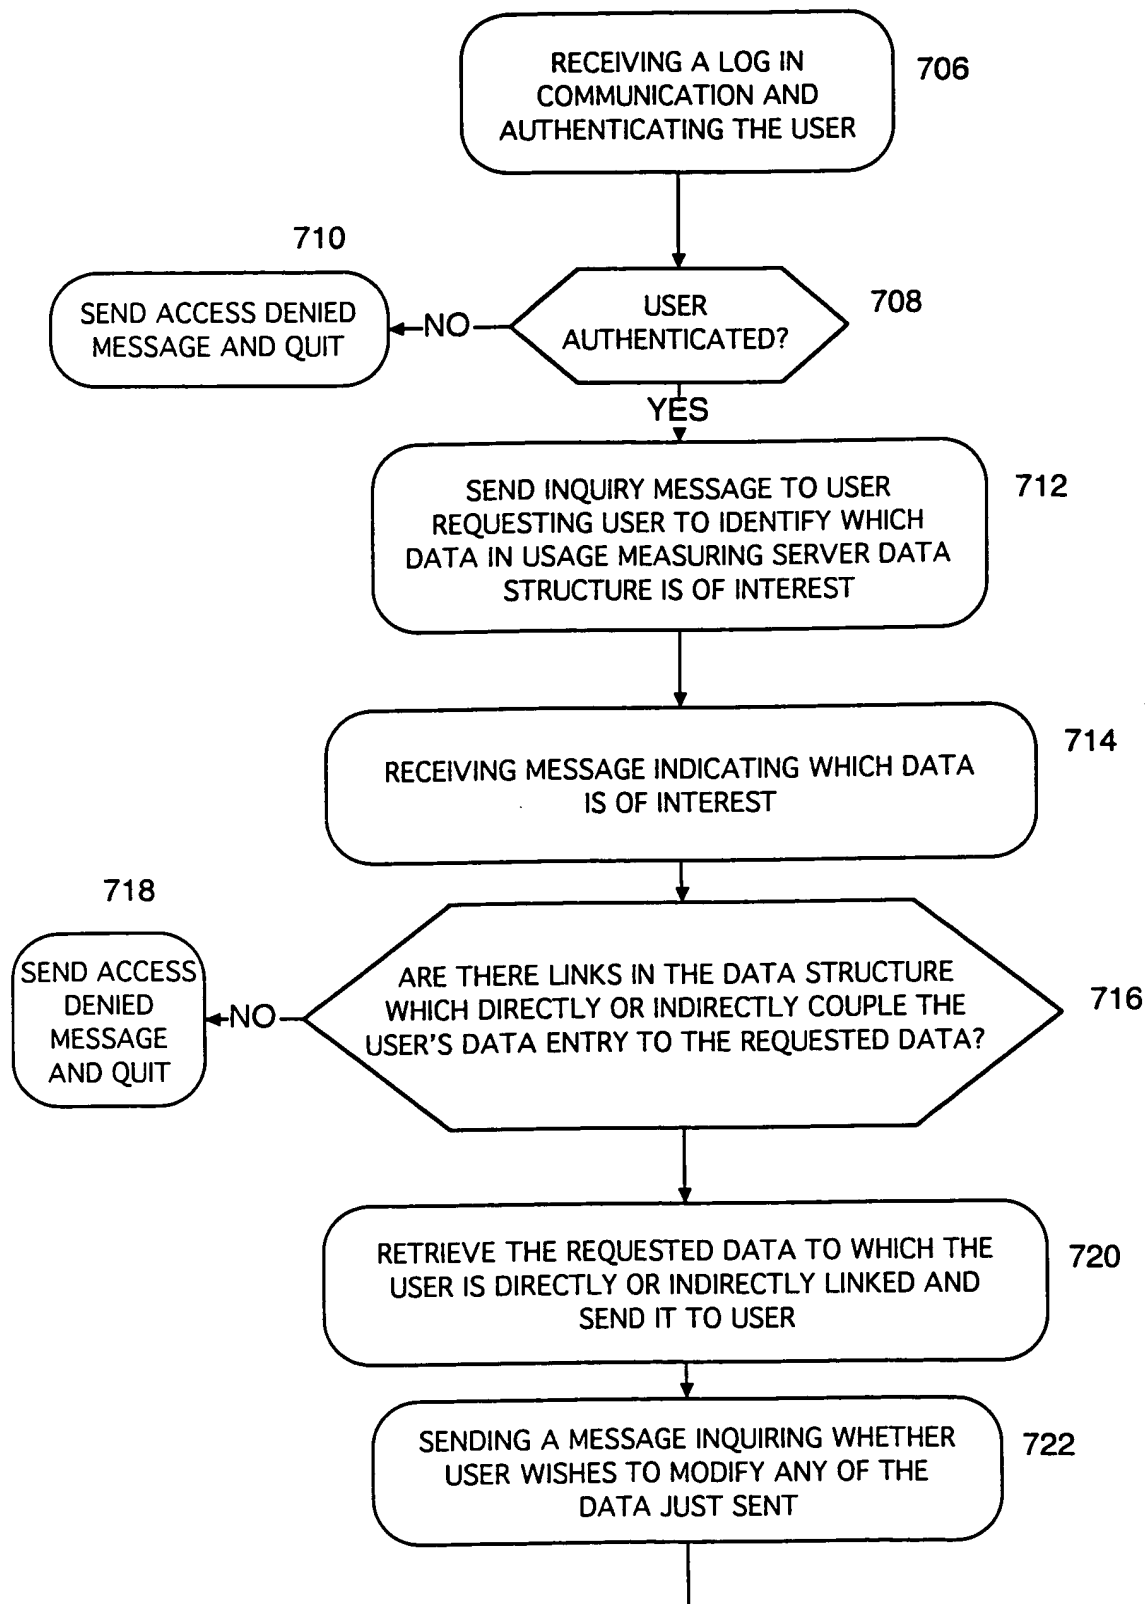 RECEIVING A LOG IN
COMMUNICATION AND
AUTHENTICATING THE USER
706
710
SEND ACCESS DENIED
MESSAGE AND QUIT
NO
USER
AUTHENTICATED?
708
YES
SEND INQUIRY MESSAGE TO USER
REQUESTING USER TO IDENTIFY WHICH
DATA IN USAGE MEASURING SERVER DATA
STRUCTURE IS OF INTEREST
712
RECEIVING MESSAGE INDICATING WHICH DATA
IS OF INTEREST
714
718
SEND ACCESS
DENIED
MESSAGE
AND QUIT
NO
ARE THERE LINKS IN THE DATA STRUCTURE
WHICH DIRECTLY OR INDIRECTLY COUPLE THE
USER'S DATA ENTRY TO THE REQUESTED DATA?
716
RETRIEVE THE REQUESTED DATA TO WHICH THE
USER IS DIRECTLY OR INDIRECTLY LINKED AND
SEND IT TO USER
720
SENDING A MESSAGE INQUIRING WHETHER
USER WISHES TO MODIFY ANY OF THE
DATA JUST SENT
722